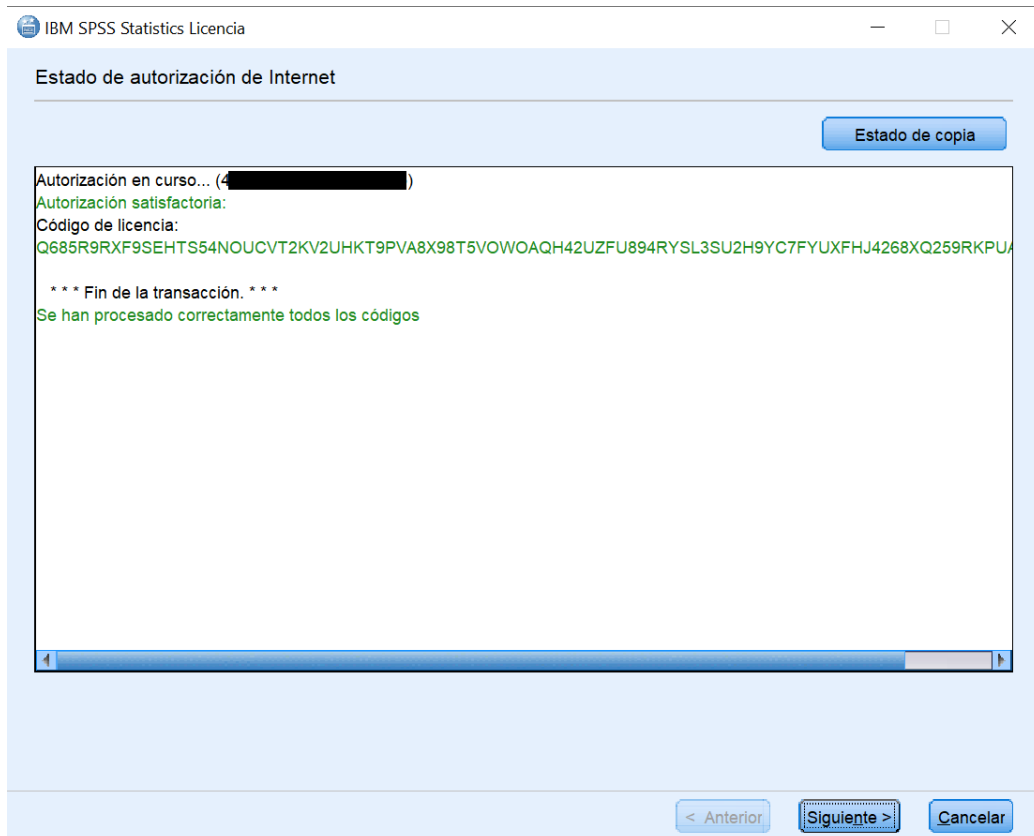 IBM SPSS Statistics Licencia
Estado de autorización de Internet
Estado de copia
Autorización en curso... (4 )
Autorización satisfactoria:
Código de licencia:
Q685R9RXF9SEHTS54NOUCVT2KV2UHKT9PVA8X98T5VOWOAQH42UZFU894RYSL3SU2H9YC7FYUXFHJ4268XQ259RKPU
* * * Fin de la transacción. * * *
Se han procesado correctamente todos los códigos
< Anterior
Siguiente >
Cancelar